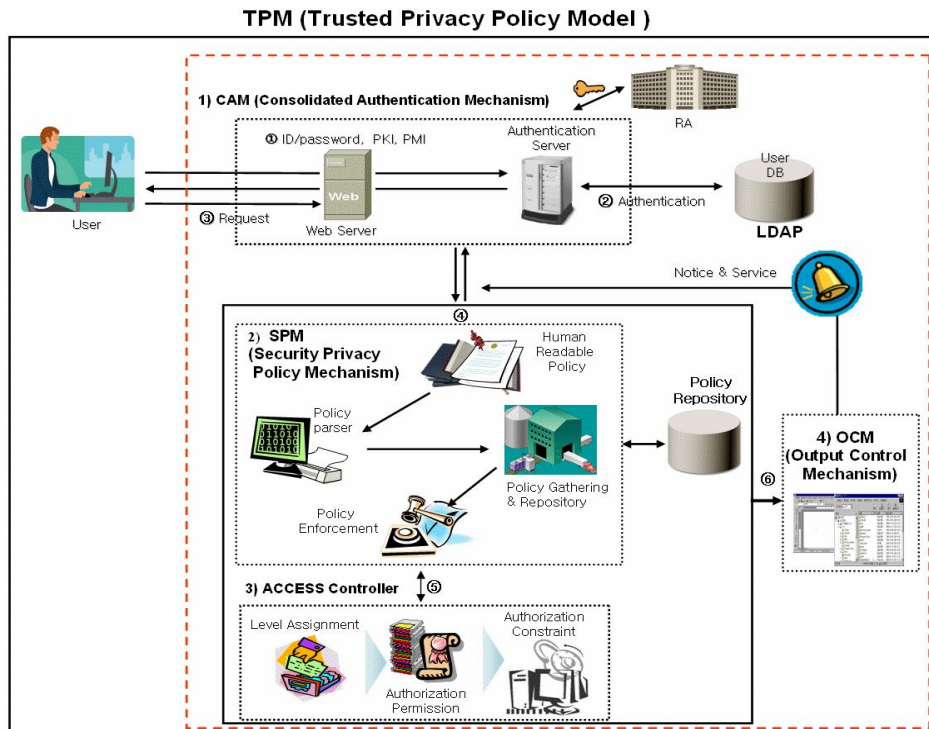 TPM (Trusted Privacy Policy Model )
1) CAM (Consolidated Authentication Mechanism)
RA
① ID/password, PKI, PMI
Authentication
Server
User
DB
Web
② Authentication
③ Request
User
Web Server
LDAP
Notice & Service
④
2) SPM
(Security Privacy
Policy Mechanism)
Human
Readable
Policy
Policy
Repository
Policy
parser
4) OCM
(Output Control
Mechanism)
⑥
Policy Gathering
& Repository
Policy
Enforcement
3) ACCESS Controller
⑤
Level Assignment
Authorization
Constraint
Authorization
Permission